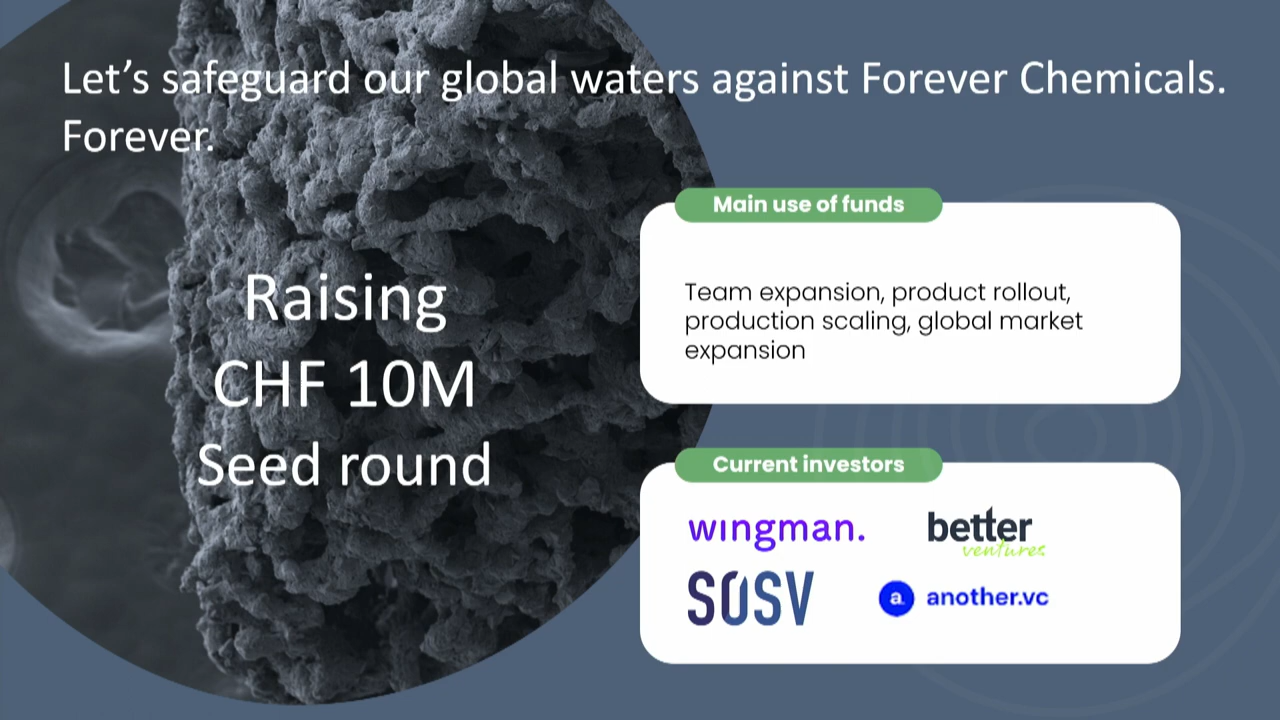 Let’s safeguard our global waters against Forever Chemicals.
Forever.
Raising
CHF 10M
Seed round
Main use of funds
Team expansion, product rollout,
production scaling, global market
expansion
Current investors
wingman.
better
ventures
SOSV
a another.vc